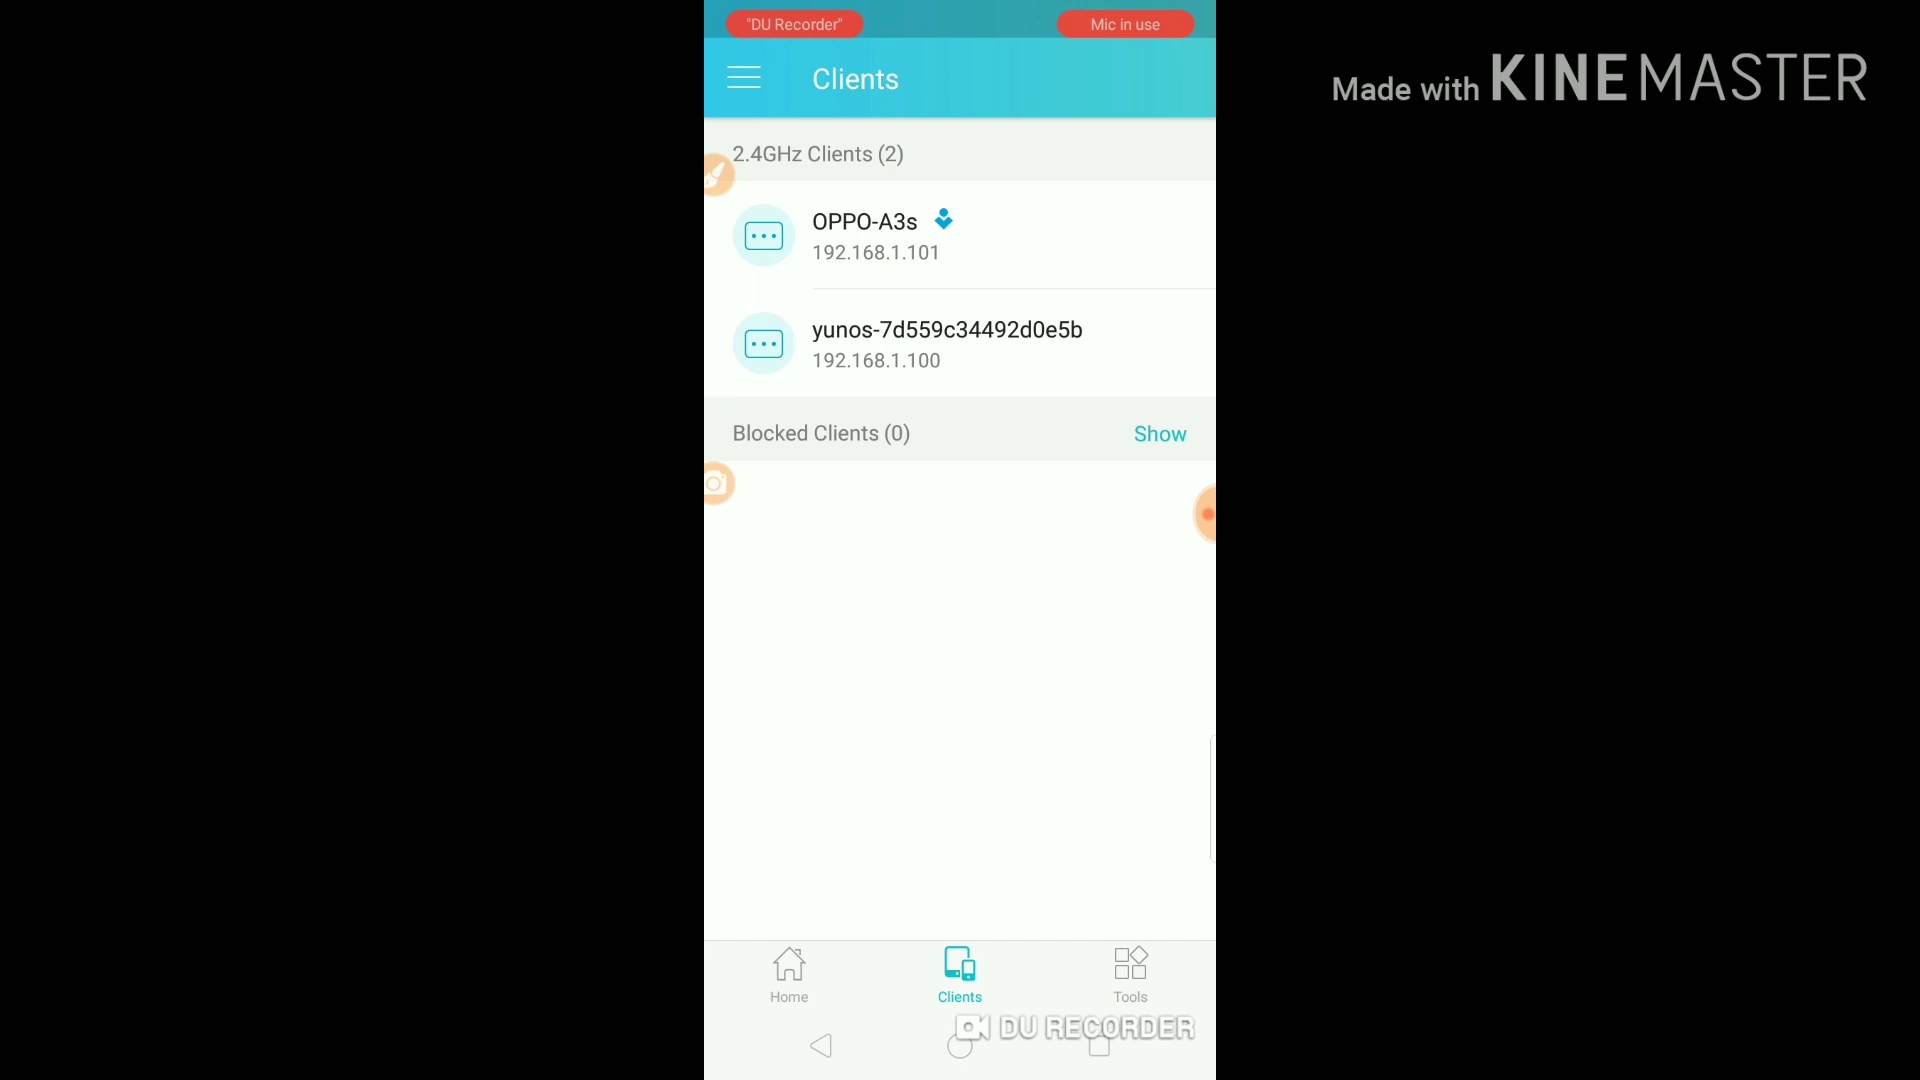 "DU Recorder"
Mic in use
Clients
Made with KINEMASTER
2.4GHz Clients (2)
OPPO-A3s
192.168.1.101
yunos-7d559c34492d0e5b
192.168.1.100
Blocked Clients (0)
Show
Home
Clients
Tools
DU RECORDER